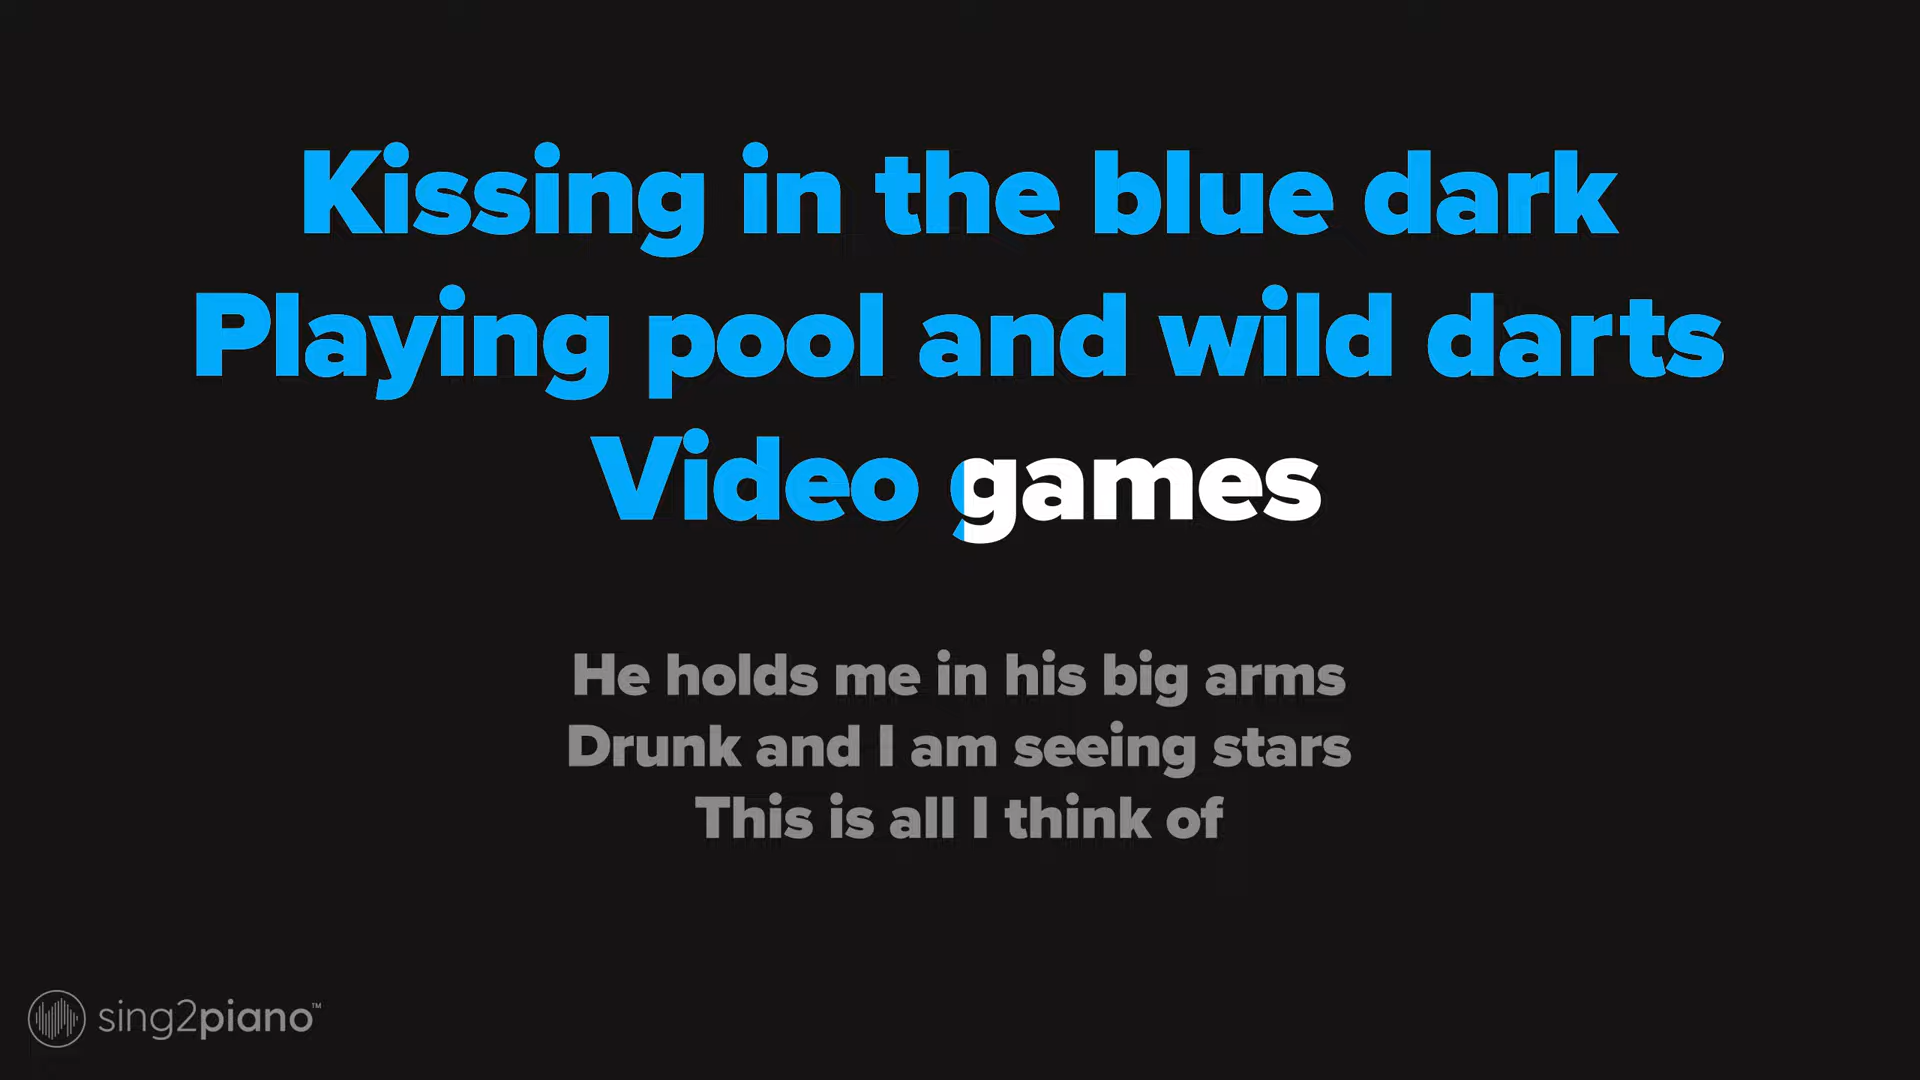 Kissing in the blue dark
Playing pool and wild darts
Video games
He holds me in his big arms
Drunk and I am seeing stars
This is all I think of
sing2piano™